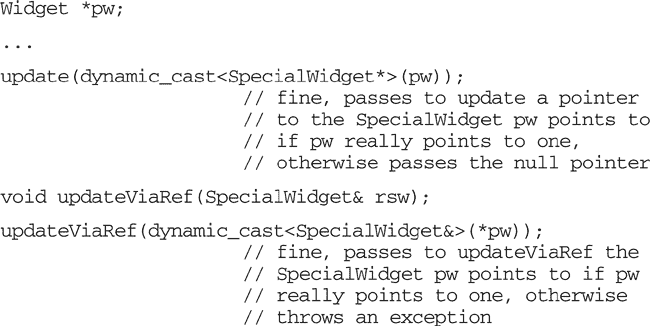 Widget *pw;
...
update(dynamic_cast<SpecialWidget*>(pw));
// fine, passes to update a pointer
// to the SpecialWidget pw points to
// if pw really points to one,
// otherwise passes the null pointer
void updateViaRef(SpecialWidget& rsw);
updateViaRef(dynamic_cast<SpecialWidget&>(*pw));
// fine, passes to updateViaRef the
// SpecialWidget pw points to if pw
// really points to one, otherwise
// throws an exception